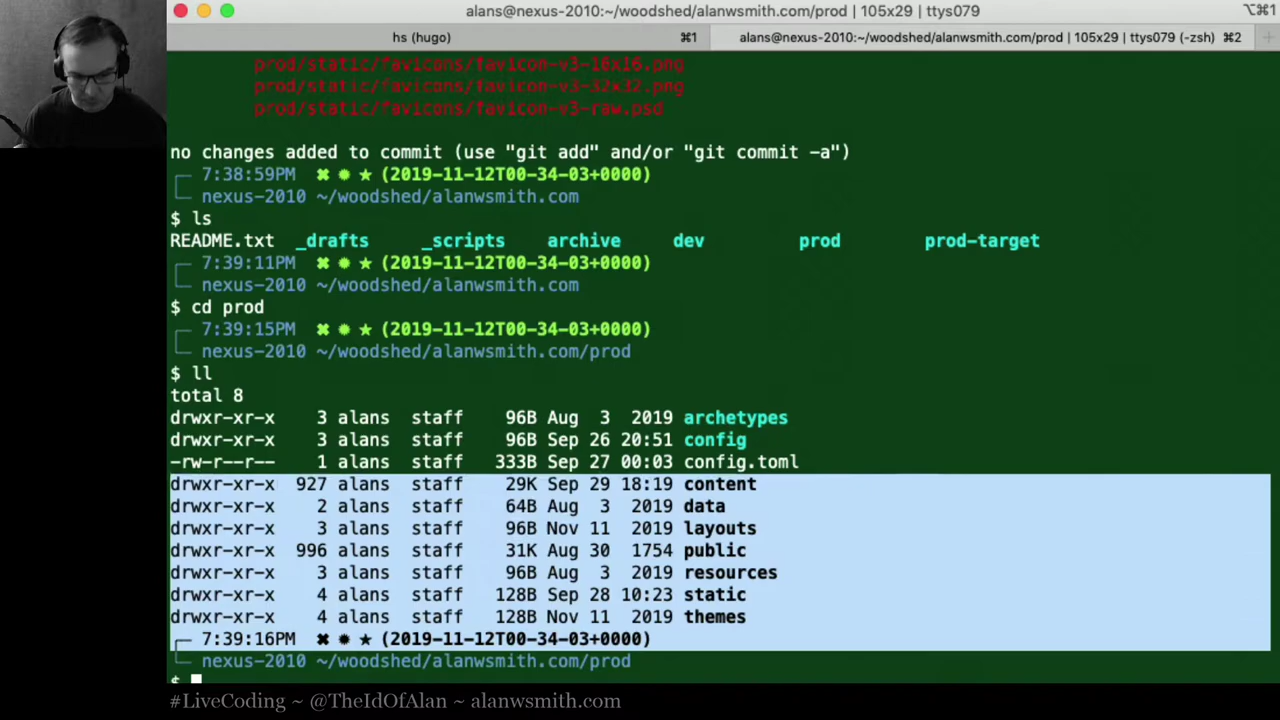 alans@nexus-2010:~/woodshed/alanwsmith.com/prod | 105x29 | ttys079 ⌥⌘1
hs (hugo) ⌘1 alans@nexus-2010:~/woodshed/alanwsmith.com/prod | 105x29 | ttys079 (-zsh) ⌘2 +
prod/static/favicons/favicon-v3-16x16.png
prod/static/favicons/favicon-v3-32x32.png
prod/static/favicons/favicon-v3-raw.psd
no changes added to commit (use "git add" and/or "git commit -a")
┌─ 7:38:59PM ✖ ✹ ★ (2019-11-12T00-34-03+0000)
└─ nexus-2010 ~/woodshed/alanwsmith.com
$ ls
README.txt _drafts _scripts archive dev prod prod-target
┌─ 7:39:11PM ✖ ✹ ★ (2019-11-12T00-34-03+0000)
└─ nexus-2010 ~/woodshed/alanwsmith.com
$ cd prod
┌─ 7:39:15PM ✖ ✹ ★ (2019-11-12T00-34-03+0000)
└─ nexus-2010 ~/woodshed/alanwsmith.com/prod
$ ll
total 8
drwxr-xr-x 3 alans staff 96B Aug 3 2019 archetypes
drwxr-xr-x 3 alans staff 96B Sep 26 20:51 config
-rw-r--r-- 1 alans staff 333B Sep 27 00:03 config.toml
drwxr-xr-x 927 alans staff 29K Sep 29 18:19 content
drwxr-xr-x 2 alans staff 64B Aug 3 2019 data
drwxr-xr-x 3 alans staff 96B Nov 11 2019 layouts
drwxr-xr-x 996 alans staff 31K Aug 30 1754 public
drwxr-xr-x 3 alans staff 96B Aug 3 2019 resources
drwxr-xr-x 4 alans staff 128B Sep 28 10:23 static
drwxr-xr-x 4 alans staff 128B Nov 11 2019 themes
┌─ 7:39:16PM ✖ ✹ ★ (2019-11-12T00-34-03+0000)
└─ nexus-2010 ~/woodshed/alanwsmith.com/prod
$
#LiveCoding ~ @TheIdOfAlan ~ alanwsmith.com